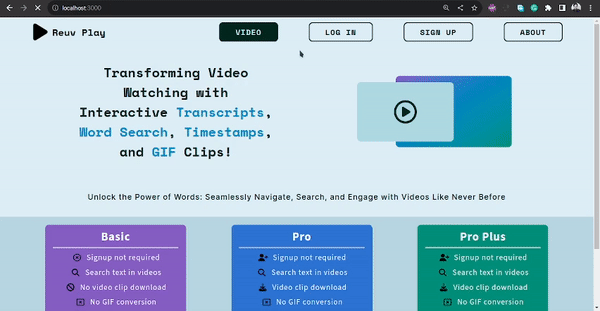 localhost:3000
Reuv Play
VIDEO
LOG IN
SIGN UP
ABOUT
Transforming Video
Watching with
Interactive Transcripts,
Word Search, Timestamps,
and GIF Clips!
Unlock the Power of Words: Seamlessly Navigate, Search, and Engage with Videos Like Never Before
Basic
Signup not required
Search text in videos
No video clip download
No GIF conversion
Pro
Signup not required
Search text in videos
Video clip download
No GIF conversion
Pro Plus
Signup not required
Search text in videos
Video clip download
No GIF conversion